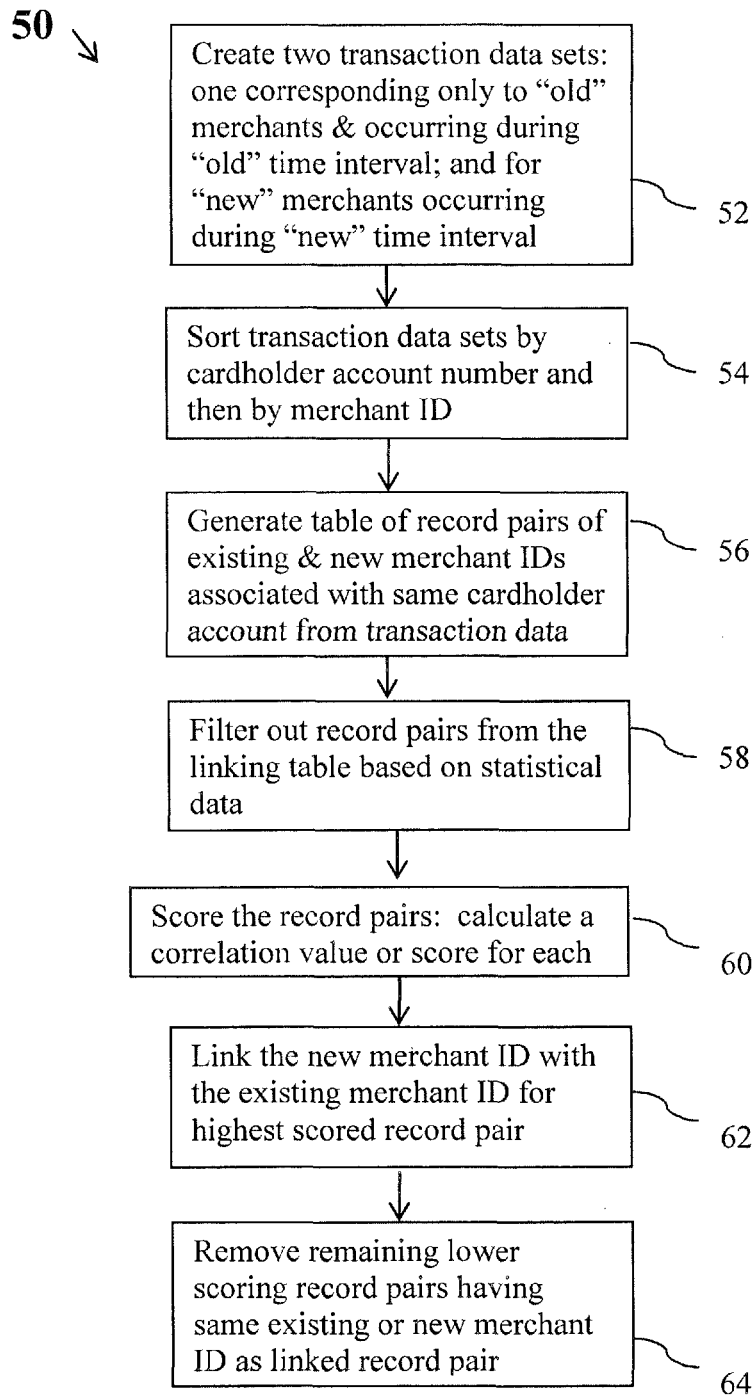 50
Create two transaction data sets:
one corresponding only to “old”
merchants & occurring during
“old” time interval; and for
“new” merchants occurring
during “new” time interval
52
Sort transaction data sets by
cardholder account number and
then by merchant ID
54
Generate table of record pairs of
existing & new merchant IDs
associated with same cardholder
account from transaction data
56
Filter out record pairs from the
linking table based on statistical
data
58
Score the record pairs: calculate a
correlation value or score for each
60
Link the new merchant ID with
the existing merchant ID for
highest scored record pair
62
Remove remaining lower
scoring record pairs having
same existing or new merchant
ID as linked record pair
64